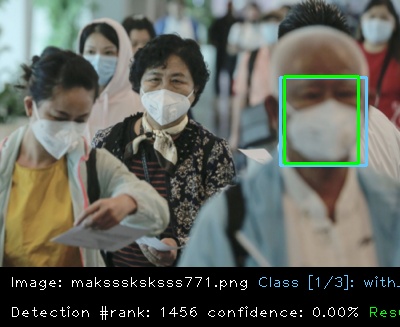 Image: maksssksksss771.png Class [1/3]: with_
Detection #rank: 1456 confidence: 0.00% Res